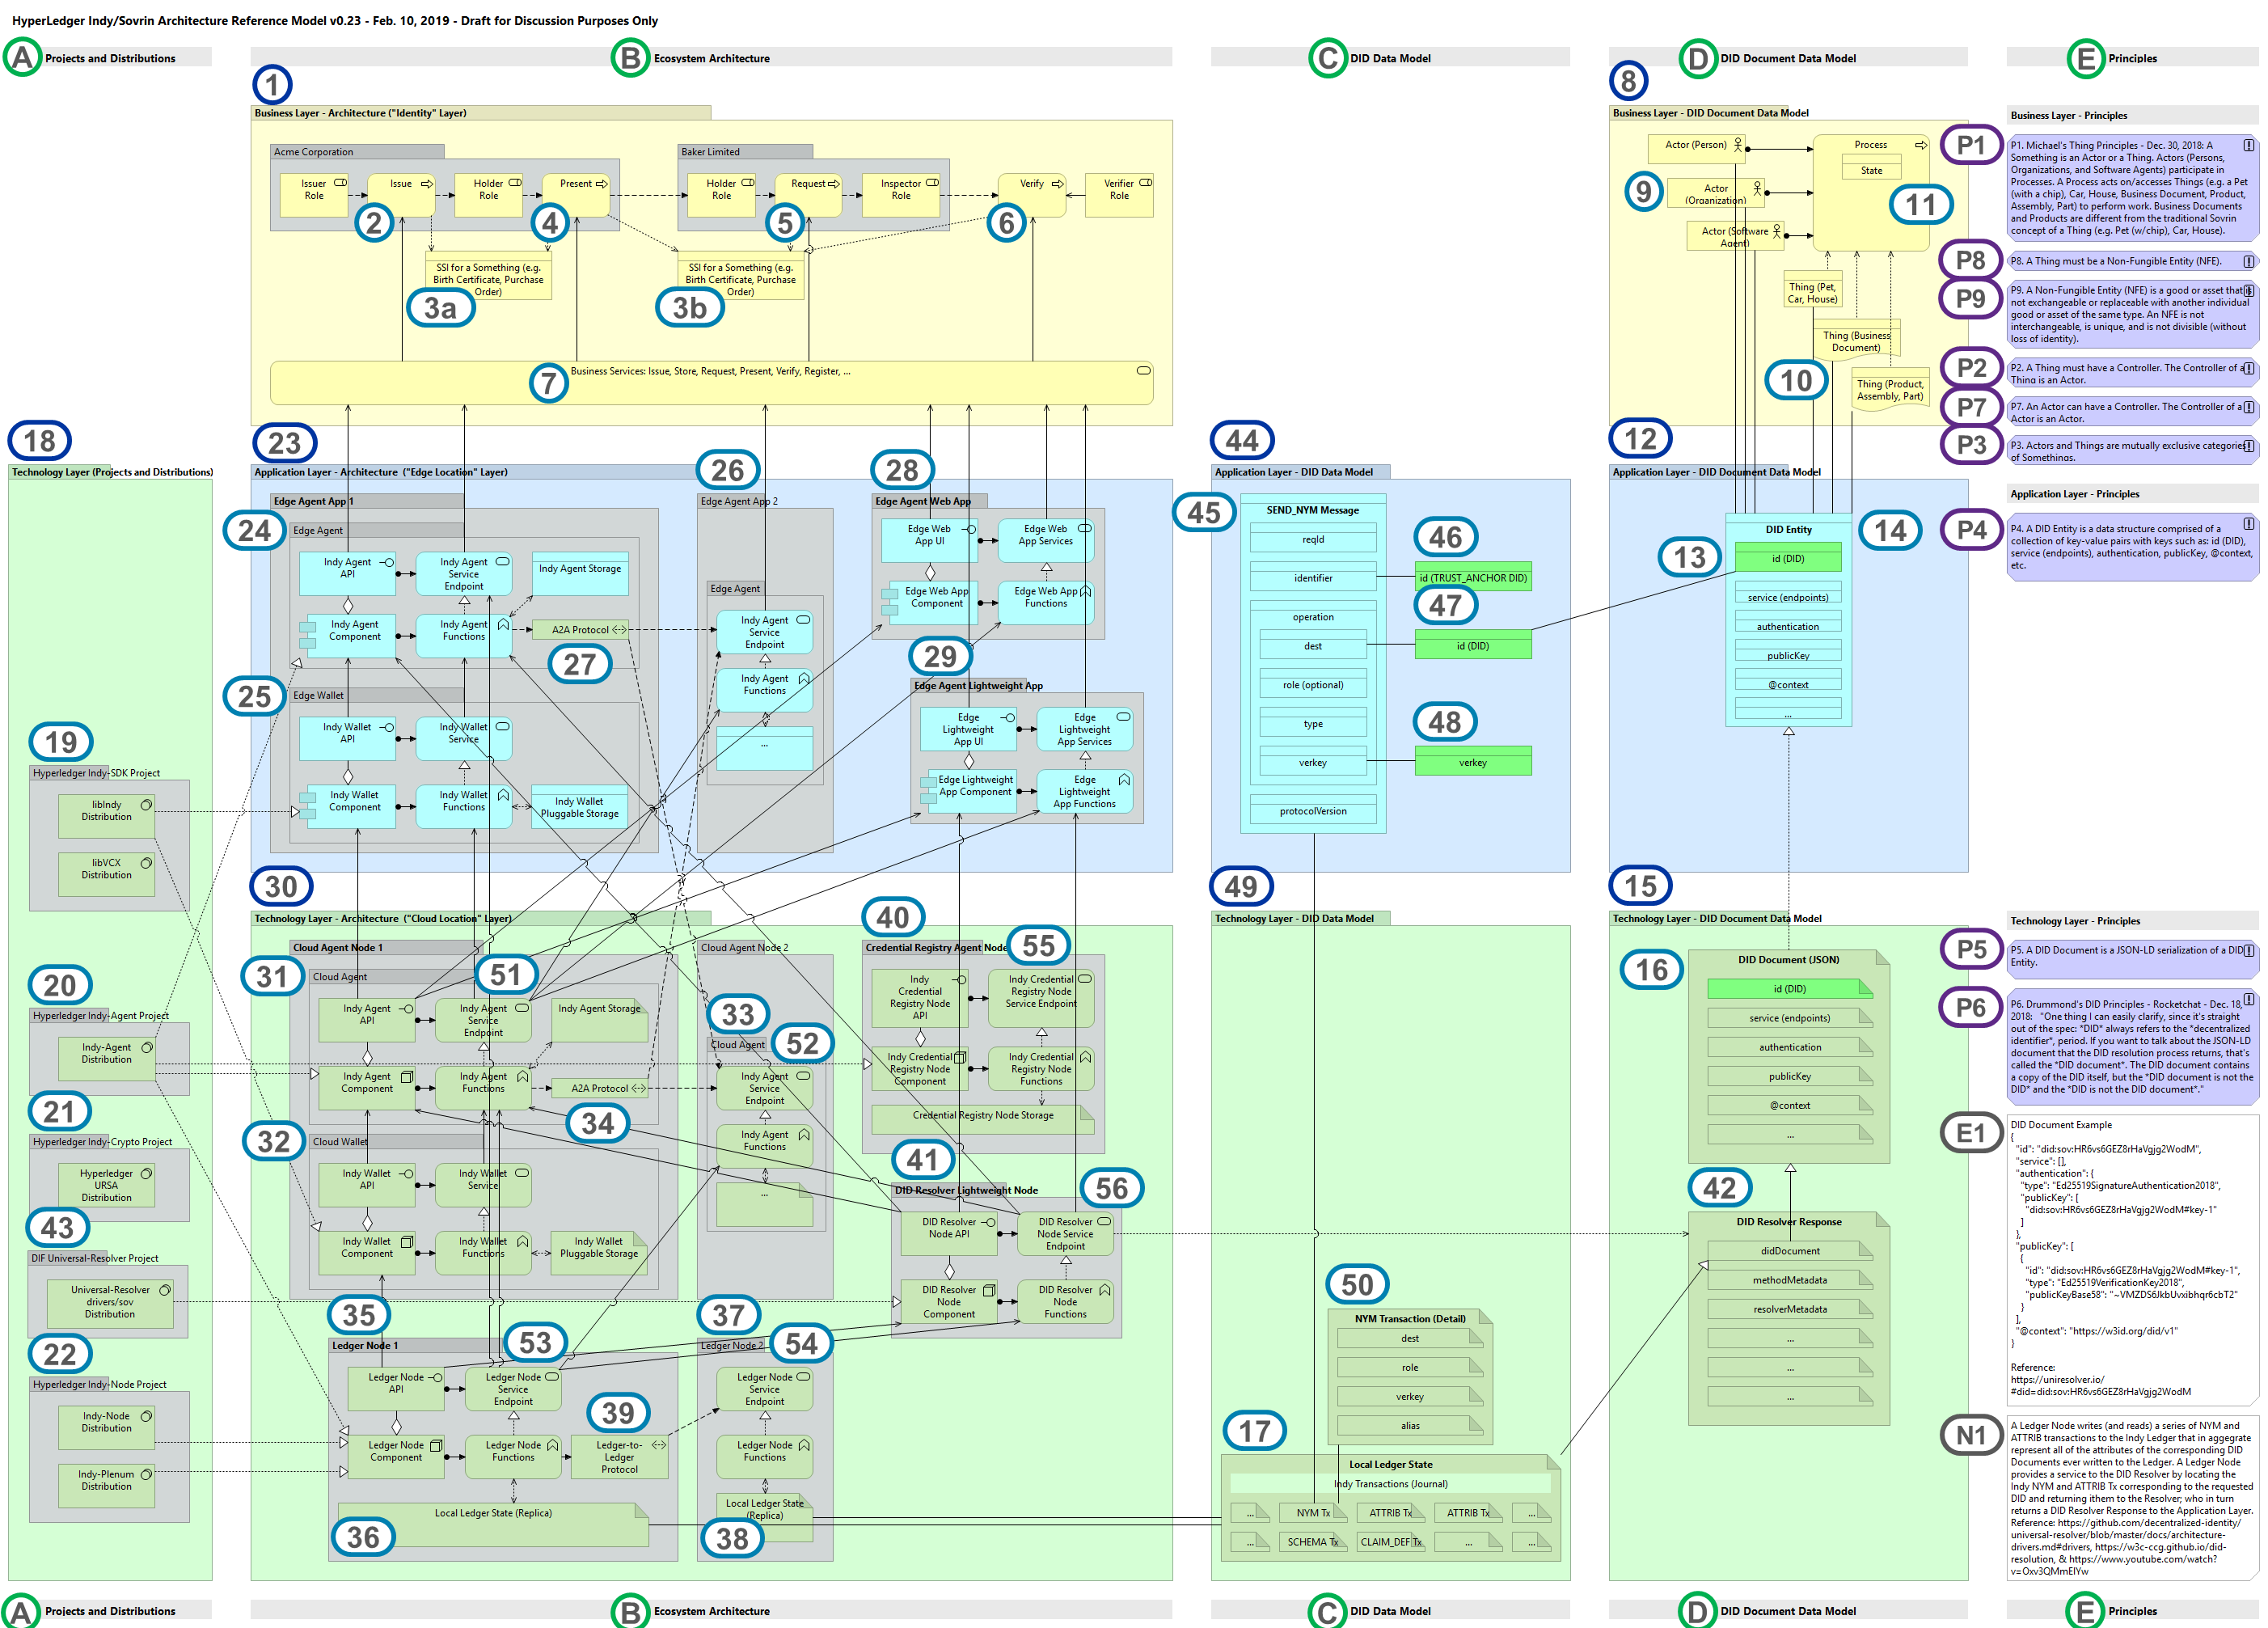 HyperLedger Indy/Sovrin Architecture Reference Model v0.23 - Feb. 10, 2019 - Draft for Discussion Purposes Only
A Projects and Distributions
B Ecosystem Architecture
C DID Data Model
D DID Document Data Model
E Principles
1
Business Layer - Architecture ("Identity" Layer)
Acme Corporation
Issuer
Role
Issue
Holder
Role
Present
2
4
Baker Limited
Holder
Role
Request
Inspector
Role
Verify
Verifier
Role
5
6
SSI for a Something (e.g.
Birth Certificate, Purchase
Order)
3a
SSI for a Something (e.g.
Birth Certificate, Purchase
Order)
3b
Business Services: Issue, Store, Request, Present, Verify, Register, ...
7
8
Business Layer - DID Document Data Model
Actor (Person)
9
Actor
(Organization)
Actor (Software
Agent)
Process
State
11
Thing (Pet,
Car, House)
Thing (Business
Document)
10
Thing (Product,
Assembly, Part)
Business Layer - Principles
P1
P1. Michael's Thing Principles - Dec. 30, 2018: A
Something is an Actor or a Thing. Actors (Persons,
Organizations, and Software Agents) participate in
Processes. A Process acts on/accesses Things (e.g. a Pet
(with a chip), Car, House, Business Document, Product,
Assembly, Part) to perform work. Business Documents
and Products are different from the traditional Sovrin
concept of a Thing (e.g. Pet (w/chip), Car, House).
P8
P8. A Thing must be a Non-Fungible Entity (NFE).
P9
P9. A Non-Fungible Entity (NFE) is a good or asset that is
not exchangeable or replaceable with another individual
good or asset of the same type. An NFE is not
interchangeable, is unique, and is not divisible (without
loss of identity).
P2
P2. A Thing must have a Controller. The Controller of a
Thing is an Actor.
P7
P7. An Actor can have a Controller. The Controller of a
Actor is an Actor.
P3
P3. Actors and Things are mutually exclusive categories
of Somethings.
18
Technology Layer (Projects and Distributions)
19
Hyperledger Indy-SDK Project
libIndy
Distribution
libVCX
Distribution
20
Hyperledger Indy-Agent Project
Indy-Agent
Distribution
21
Hyperledger Indy-Crypto Project
Hyperledger
URSA
Distribution
43
DIF Universal-Resolver Project
Universal-Resolver
drivers/sov
Distribution
22
Hyperledger Indy-Node Project
Indy-Node
Distribution
Indy-Plenum
Distribution
23
Application Layer - Architecture ("Edge Location" Layer)
Edge Agent App 1
24
Edge Agent
Indy Agent
API
Indy Agent
Service
Endpoint
Indy Agent Storage
Indy Agent
Component
Indy Agent
Functions
A2A Protocol
27
25
Edge Wallet
Indy Wallet
API
Indy Wallet
Service
Indy Wallet
Component
Indy Wallet
Functions
Indy Wallet
Pluggable Storage
26
Edge Agent App 2
Edge Agent
Indy Agent
Service
Endpoint
Indy Agent
Functions
...
28
Edge Agent Web App
Edge Web
App UI
Edge Web
App Services
Edge Web App
Component
Edge Web App
Functions
29
Edge Agent Lightweight App
Edge
Lightweight
App UI
Edge
Lightweight
App Services
Edge Lightweight
App Component
Edge
Lightweight
App Functions
44
Application Layer - DID Data Model
45
SEND_NYM Message
reqId
identifier
operation
dest
role (optional)
type
verkey
protocolVersion
46
id (TRUST_ANCHOR DID)
47
id (DID)
48
verkey
12
Application Layer - DID Document Data Model
DID Entity
13
14
id (DID)
service (endpoints)
authentication
publicKey
@context
...
Application Layer - Principles
P4
P4. A DID Entity is a data structure comprised of a
collection of key-value pairs with keys such as: id (DID),
service (endpoints), authentication, publicKey, @context,
etc.
30
Technology Layer - Architecture ("Cloud Location" Layer)
Cloud Agent Node 1
31
Cloud Agent
51
Indy Agent
API
Indy Agent
Service
Endpoint
Indy Agent Storage
Indy Agent
Component
Indy Agent
Functions
A2A Protocol
34
32
Cloud Wallet
Indy Wallet
API
Indy Wallet
Service
Indy Wallet
Component
Indy Wallet
Functions
Indy Wallet
Pluggable Storage
Cloud Agent Node 2
33
Cloud Agent
52
Indy Agent
Service
Endpoint
Indy Agent
Functions
...
40
Credential Registry Agent Node
55
Indy
Credential
Registry Node
API
Indy Credential
Registry Node
Service Endpoint
Indy Credential
Registry Node
Component
Indy Credential
Registry Node
Functions
Credential Registry Node Storage
41
DID Resolver Lightweight Node
56
DID Resolver
Node API
DID Resolver
Node Service
Endpoint
DID Resolver
Node
Component
DID Resolver
Node
Functions
35
Ledger Node 1
53
Ledger Node
API
Ledger Node
Service
Endpoint
39
Ledger Node
Component
Ledger Node
Functions
Ledger-to-
Ledger
Protocol
Local Ledger State (Replica)
36
37
Ledger Node 2
54
Ledger Node
Service
Endpoint
Ledger Node
Functions
Local Ledger State
(Replica)
38
49
Technology Layer - DID Data Model
50
NYM Transaction (Detail)
dest
role
verkey
alias
17
Local Ledger State
Indy Transactions (Journal)
...
NYM Tx
ATTRIB Tx
ATTRIB Tx
...
...
SCHEMA Tx
CLAIM_DEF Tx
...
...
15
Technology Layer - DID Document Data Model
16
DID Document (JSON)
id (DID)
service (endpoints)
authentication
publicKey
@context
...
42
DID Resolver Response
didDocument
methodMetadata
resolverMetadata
...
...
...
Technology Layer - Principles
P5
P5. A DID Document is a JSON-LD serialization of a DID
Entity.
P6
P6. Drummond's DID Principles - Rocketchat - Dec. 18,
2018: "One thing I can easily clarify, since it's straight
out of the spec: *DID* always refers to the *decentralized
identifier*, period. If you want to talk about the JSON-LD
document that the DID resolution process returns, that's
called the *DID document*. The DID document contains
a copy of the DID itself, but the *DID document is not the
DID* and the *DID is not the DID document*."
E1
DID Document Example
{
"id": "did:sov:HR6vs6GEZ8rHaVgjg2WodM",
"service": [],
"authentication": {
"type": "Ed25519SignatureAuthentication2018",
"publicKey": [
"did:sov:HR6vs6GEZ8rHaVgjg2WodM#key-1"
]
},
"publicKey": [
{
"id": "did:sov:HR6vs6GEZ8rHaVgjg2WodM#key-1",
"type": "Ed25519VerificationKey2018",
"publicKeyBase58": "~VMZDS6JkbUvxibhqr6cbT2"
}
],
"@context": "https://w3id.org/did/v1"
}
Reference:
https://uniresolver.io/
#did=did:sov:HR6vs6GEZ8rHaVgjg2WodM
N1
A Ledger Node writes (and reads) a series of NYM and
ATTRIB transactions to the Indy Ledger that in aggegrate
represent all of the attributes of the corresponding DID
Documents ever written to the Ledger. A Ledger Node
provides a service to the DID Resolver by locating the
Indy NYM and ATTRIB Tx corresponding to the requested
DID and returning ithem to the Resolver; who in turn
returns a DID Resolver Response to the Application Layer.
Reference: https://github.com/decentralized-identity/
universal-resolver/blob/master/docs/architecture-
drivers.md#drivers, https://w3c-ccg.github.io/did-
resolution, & https://www.youtube.com/watch?
v=Oxv3QMmEIYw
A Projects and Distributions
B Ecosystem Architecture
C DID Data Model
D DID Document Data Model
E Principles